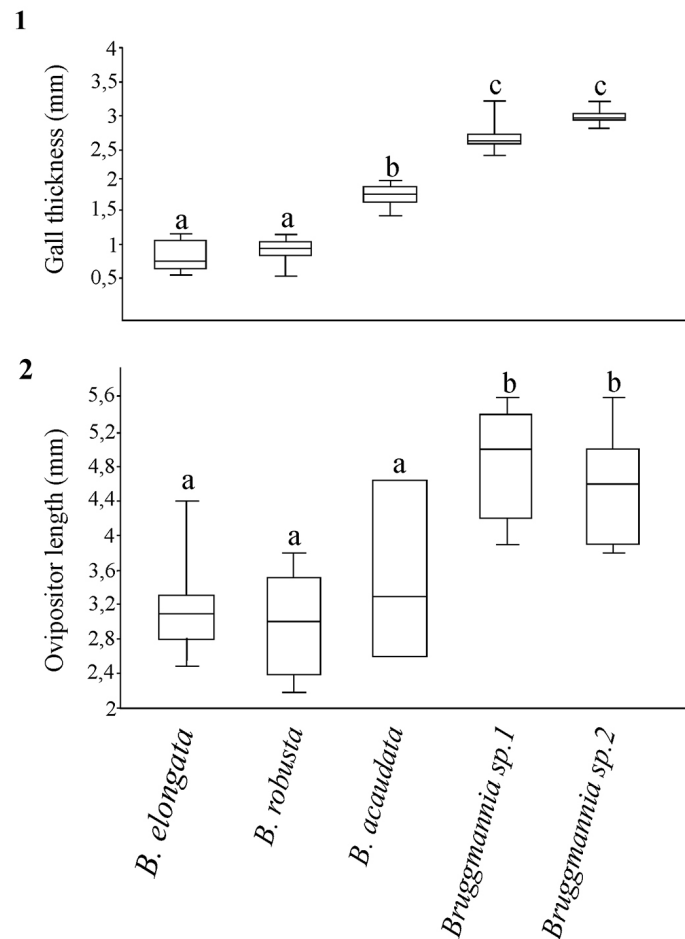 1
Gall thickness (mm)
4
3,5
3
2,5
2
1,5
1
0,5
a
a
b
c
c
2
Ovipositor length (mm)
5,6
5,2
4,8
4,4
4
3,6
3,2
2,8
2,4
2
a
a
a
b
b
B. elongata
B. robusta
B. acaudata
Bruggmannia sp.1
Bruggmannia sp.2